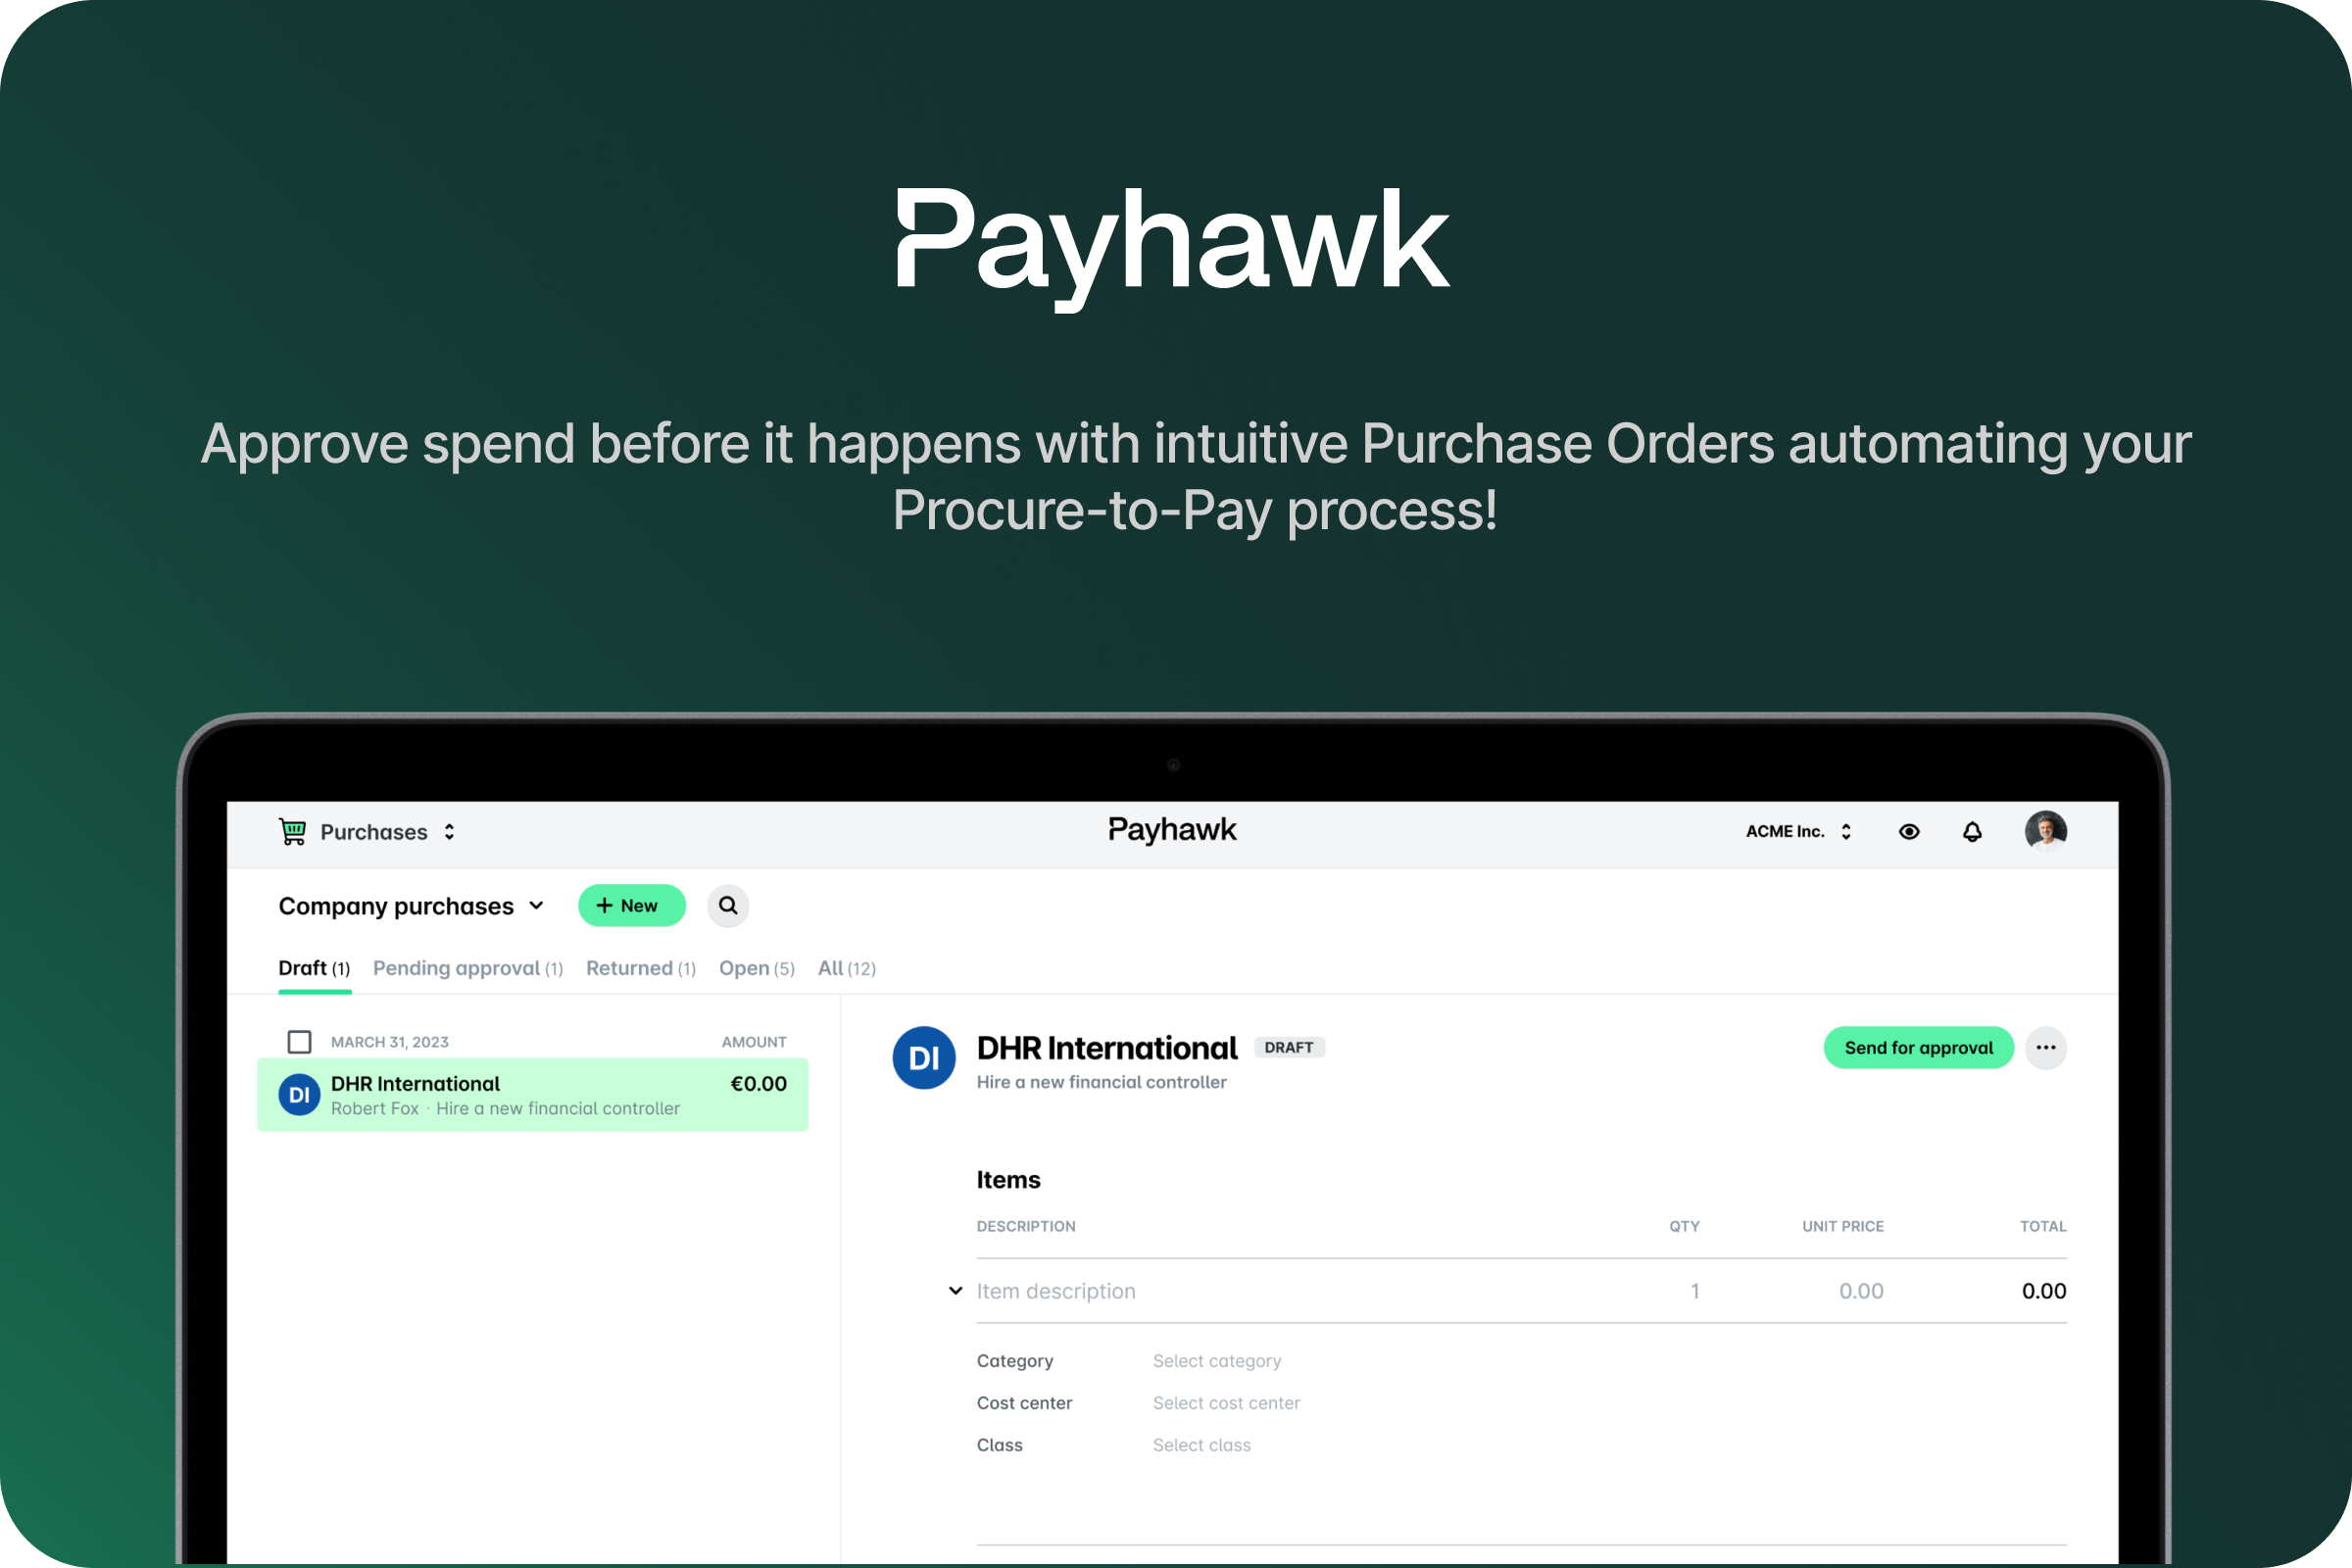 Payhawk
Approve spend before it happens with intuitive Purchase Orders automating your
Procure-to-Pay process!
Purchases
Payhawk
ACME Inc.
Company purchases
+ New
Draft (1) Pending approval (1) Returned (1) Open (5) All (12)
MARCH 31, 2023 AMOUNT
DI
DHR International €0.00
Robert Fox · Hire a new financial controller
DI
DHR International DRAFT
Hire a new financial controller
Send for approval
Items
DESCRIPTION QTY UNIT PRICE TOTAL
Item description 1 0.00 0.00
Category Select category
Cost center Select cost center
Class Select class